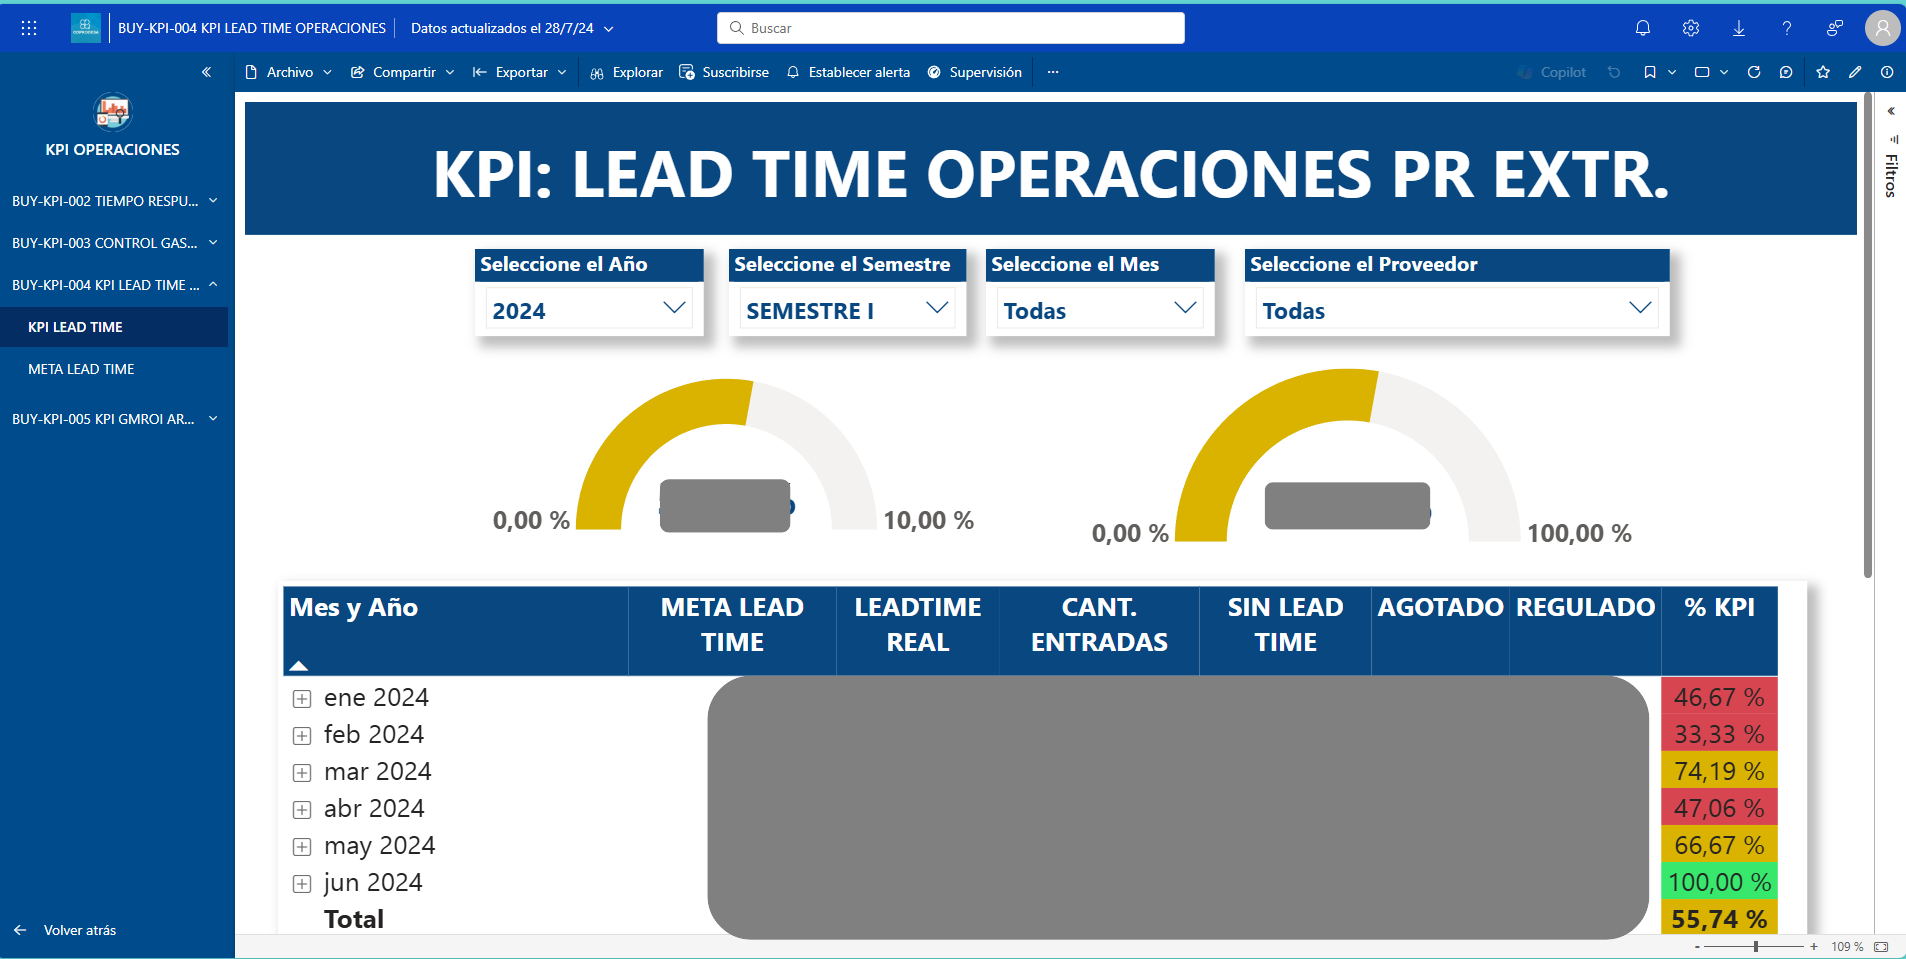 BUY-KPI-004 KPI LEAD TIME OPERACIONES
Datos actualizados el 28/7/24
Buscar
Archivo
Compartir
Exportar
Explorar
Suscribirse
Establecer alerta
Supervisión
Copilot
KPI OPERACIONES
BUY-KPI-002 TIEMPO RESPU...
BUY-KPI-003 CONTROL GAS...
BUY-KPI-004 KPI LEAD TIME ...
KPI LEAD TIME
META LEAD TIME
BUY-KPI-005 KPI GMROI AR...
Volver atrás
Filtros
KPI: LEAD TIME OPERACIONES PR EXTR.
Seleccione el Año
2024
Seleccione el Semestre
SEMESTRE I
Seleccione el Mes
Todas
Seleccione el Proveedor
Todas
0,00 %
10,00 %
0,00 %
100,00 %
Mes y Año
META LEAD TIME
LEADTIME REAL
CANT. ENTRADAS
SIN LEAD TIME
AGOTADO
REGULADO
% KPI
ene 2024 46,67 %
feb 2024 33,33 %
mar 2024 74,19 %
abr 2024 47,06 %
may 2024 66,67 %
jun 2024 100,00 %
Total 55,74 %
- + 109 %